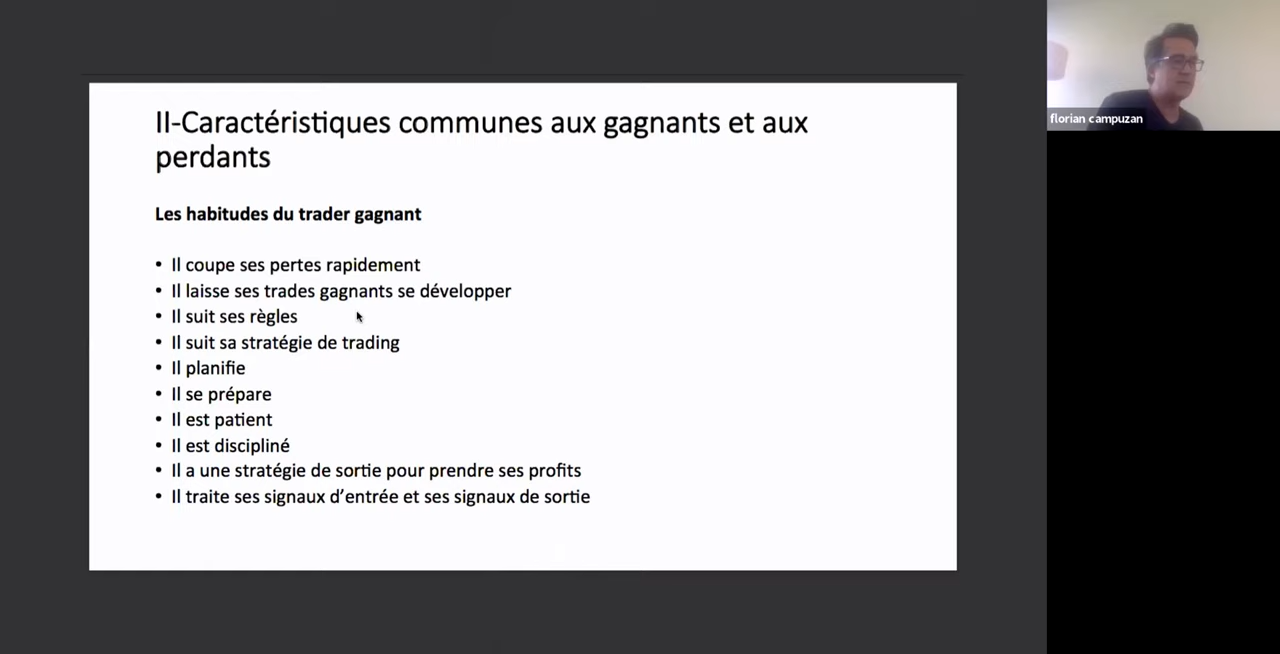 II-Caractéristiques communes aux gagnants et aux
perdants
Les habitudes du trader gagnant
• Il coupe ses pertes rapidement
• Il laisse ses trades gagnants se développer
• Il suit ses règles
• Il suit sa stratégie de trading
• Il planifie
• Il se prépare
• Il est patient
• Il est discipliné
• Il a une stratégie de sortie pour prendre ses profits
• Il traite ses signaux d’entrée et ses signaux de sortie
florian campuzan